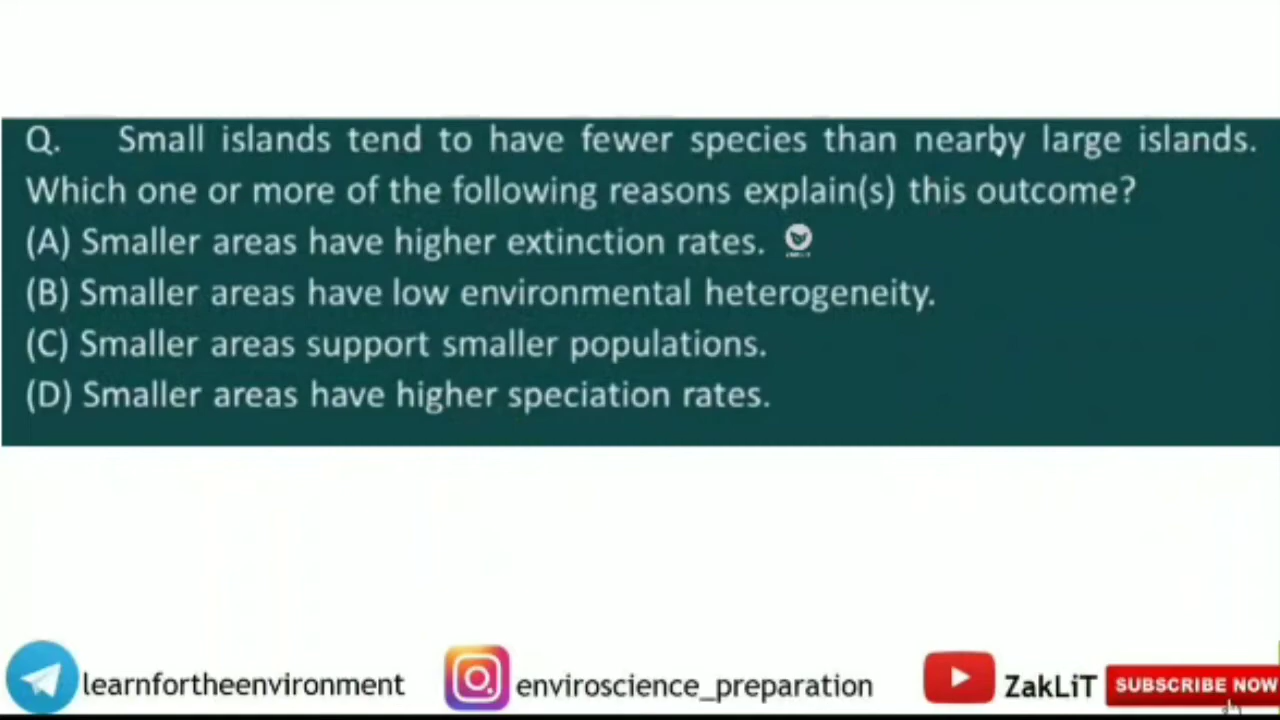 Q. Small islands tend to have fewer species than nearby large islands.
Which one or more of the following reasons explain(s) this outcome?
(A) Smaller areas have higher extinction rates.
(B) Smaller areas have low environmental heterogeneity.
(C) Smaller areas support smaller populations.
(D) Smaller areas have higher speciation rates.
learnfortheenvironment enviroscience_preparation ZakLiT SUBSCRIBE NOW